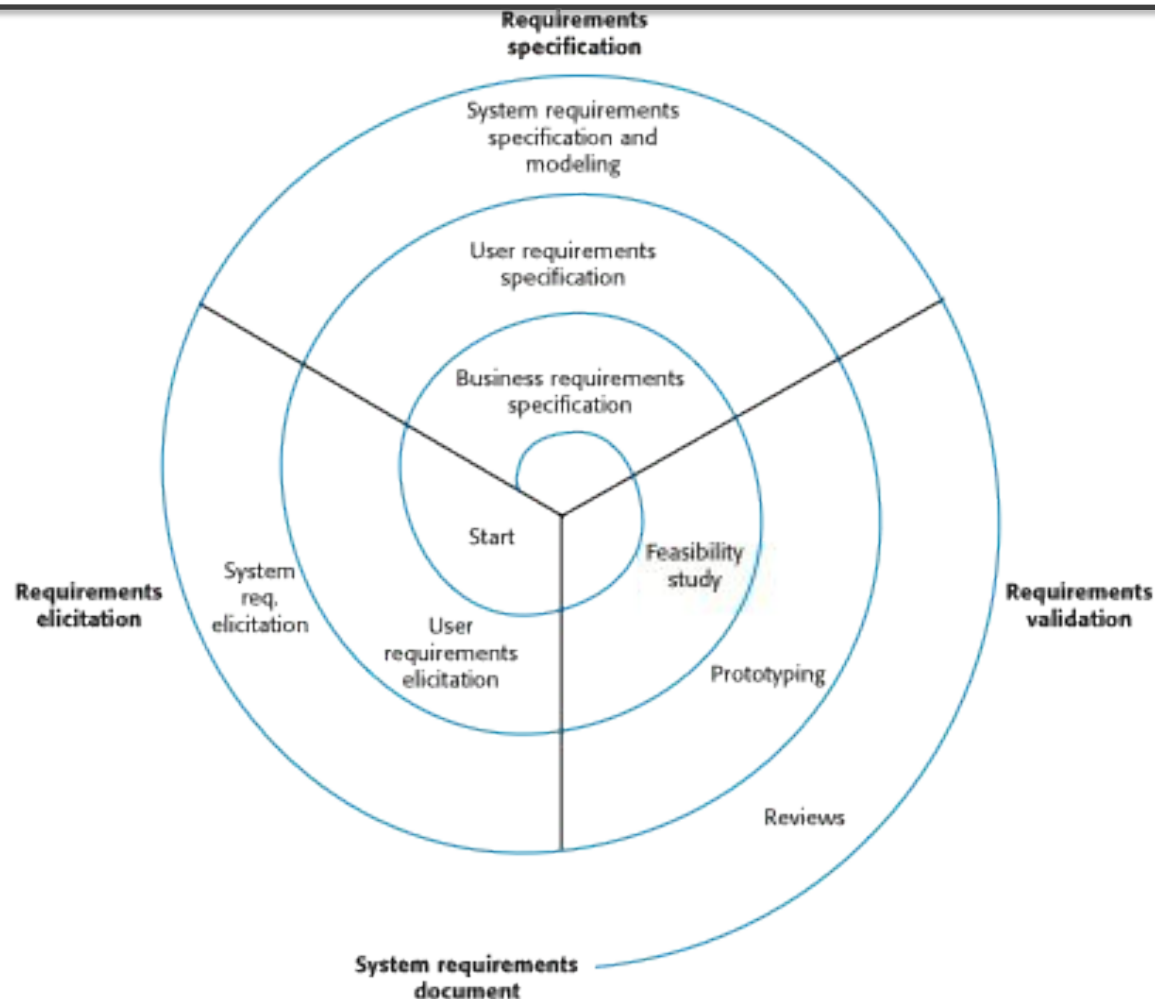 Requirements
specification
System requirements
specification and
modeling
User requirements
specification
Business requirements
specification
Start
Feasibility
study
System
req.
elicitation
Requirements
elicitation
Requirements
validation
User
requirements
elicitation
Prototyping
Reviews
System requirements
document